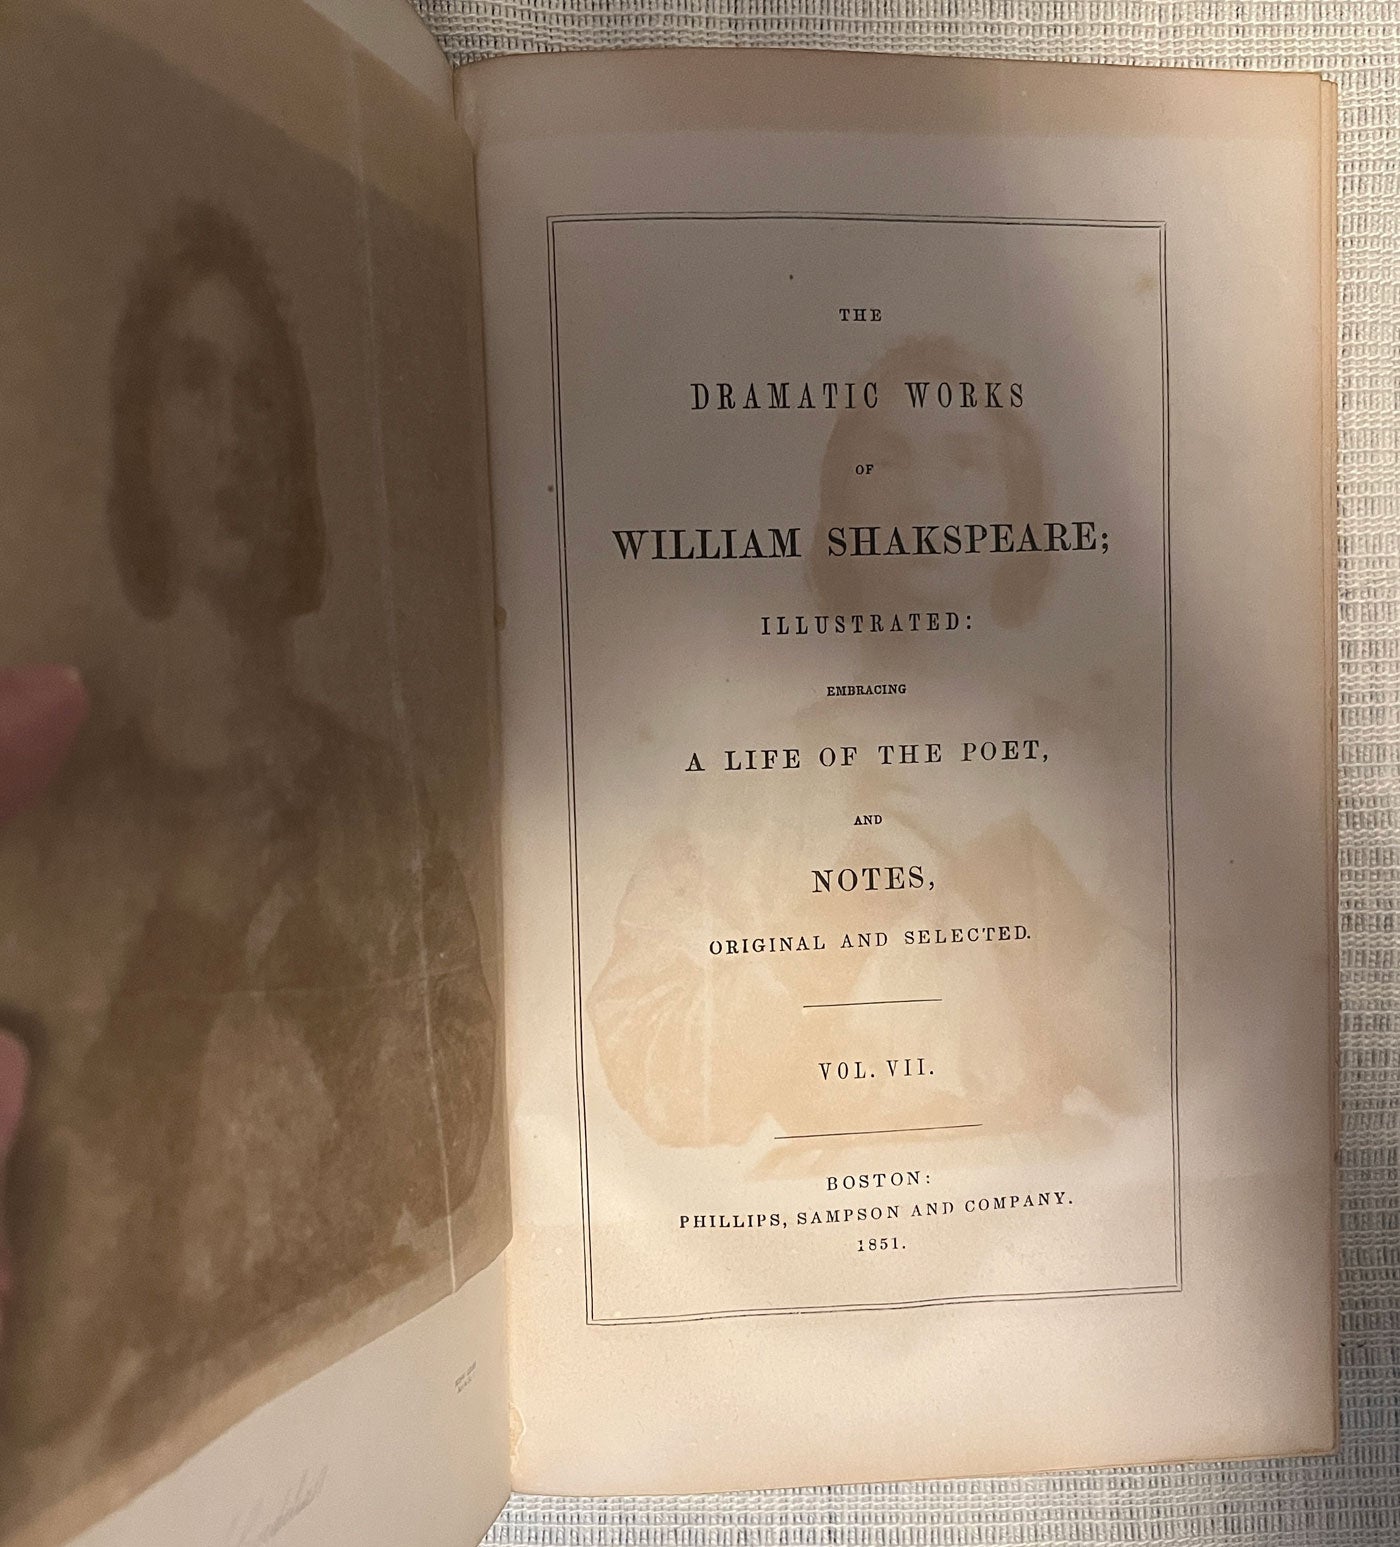 THE
DRAMATIC WORKS
OF
WILLIAM SHAKSPEARE;
ILLUSTRATED:
EMBRACING
A LIFE OF THE POET,
AND
NOTES,
ORIGINAL AND SELECTED.
VOL. VII.
BOSTON:
PHILLIPS, SAMPSON AND COMPANY.
1851.